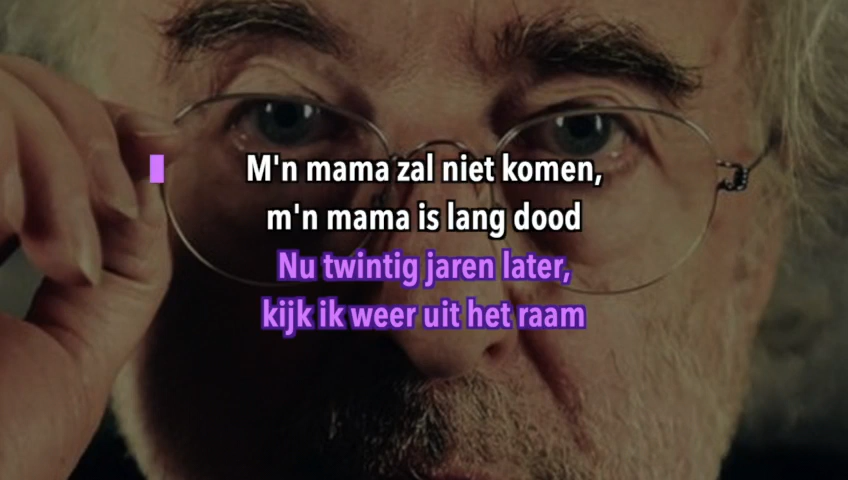 M'n mama zal niet komen,
m'n mama is lang dood
Nu twintig jaren later,
kijk ik weer uit het raam